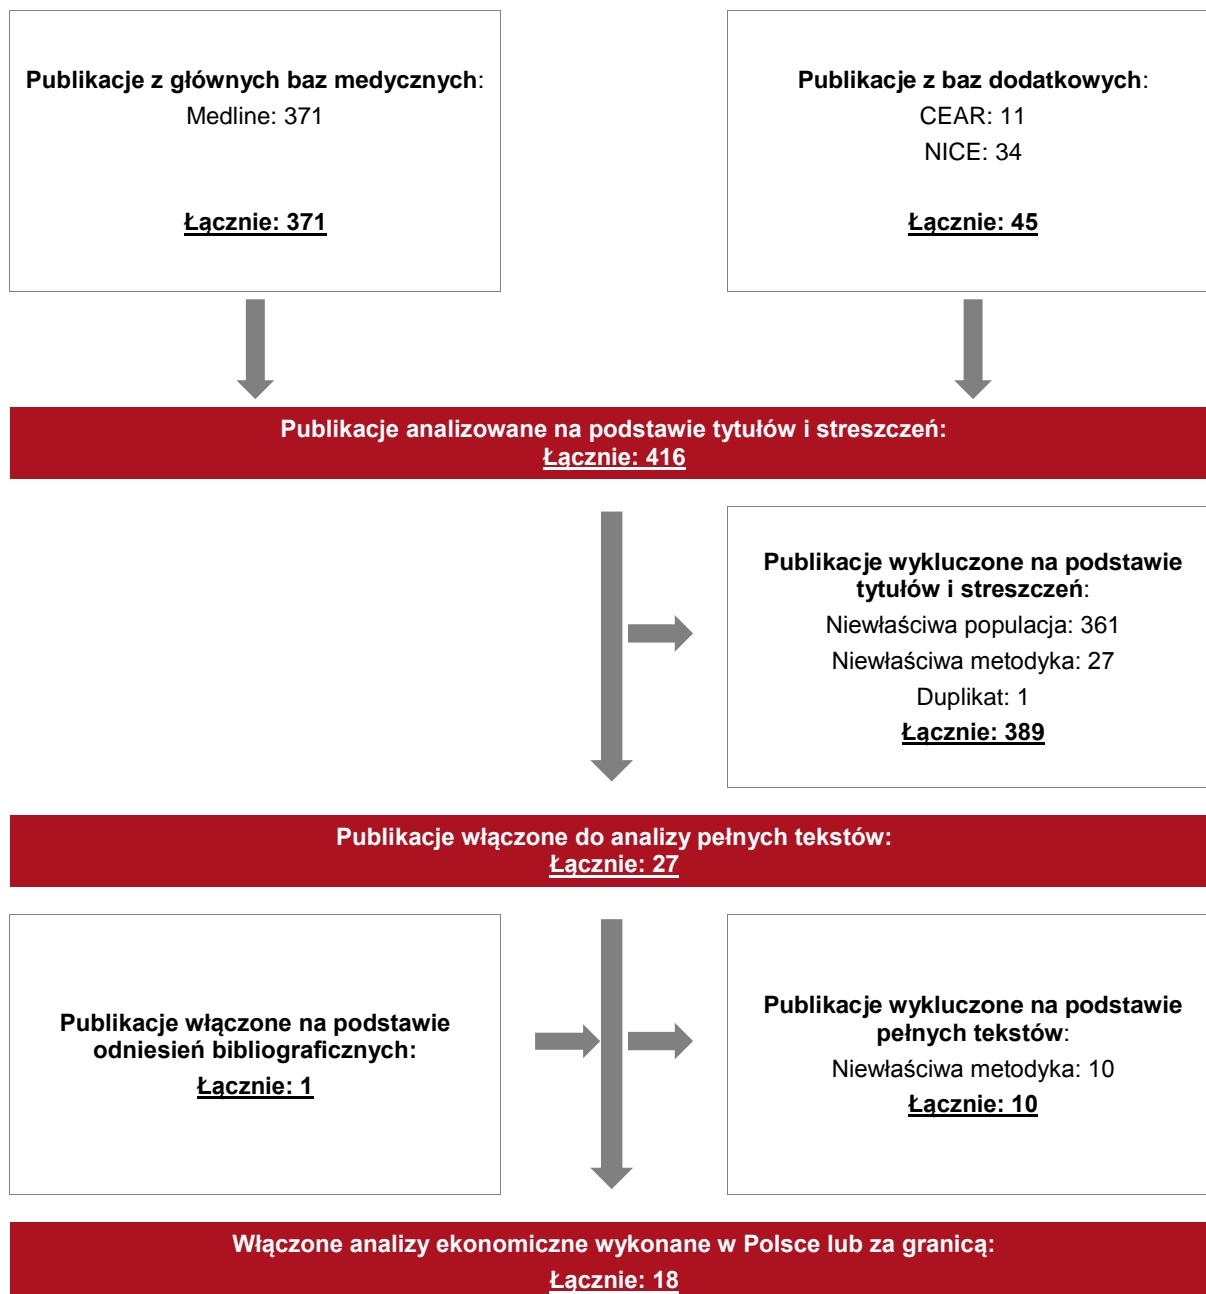 Publikacje z głównych baz medycznych:
Medline: 371
Łącznie: 371
Publikacje z baz dodatkowych:
CEAR: 11
NICE: 34
Łącznie: 45
Publikacje analizowane na podstawie tytułów i streszczeń:
Łącznie: 416
Publikacje wykluczone na podstawie
tytułów i streszczeń:
Niewłaściwa populacja: 361
Niewłaściwa metodyka: 27
Duplikat: 1
Łącznie: 389
Publikacje włączone do analizy pełnych tekstów:
Łącznie: 27
Publikacje włączone na podstawie
odniesień bibliograficznych:
Łącznie: 1
Publikacje wykluczone na podstawie
pełnych tekstów:
Niewłaściwa metodyka: 10
Łącznie: 10
Włączone analizy ekonomiczne wykonane w Polsce lub za granicą:
Łącznie: 18